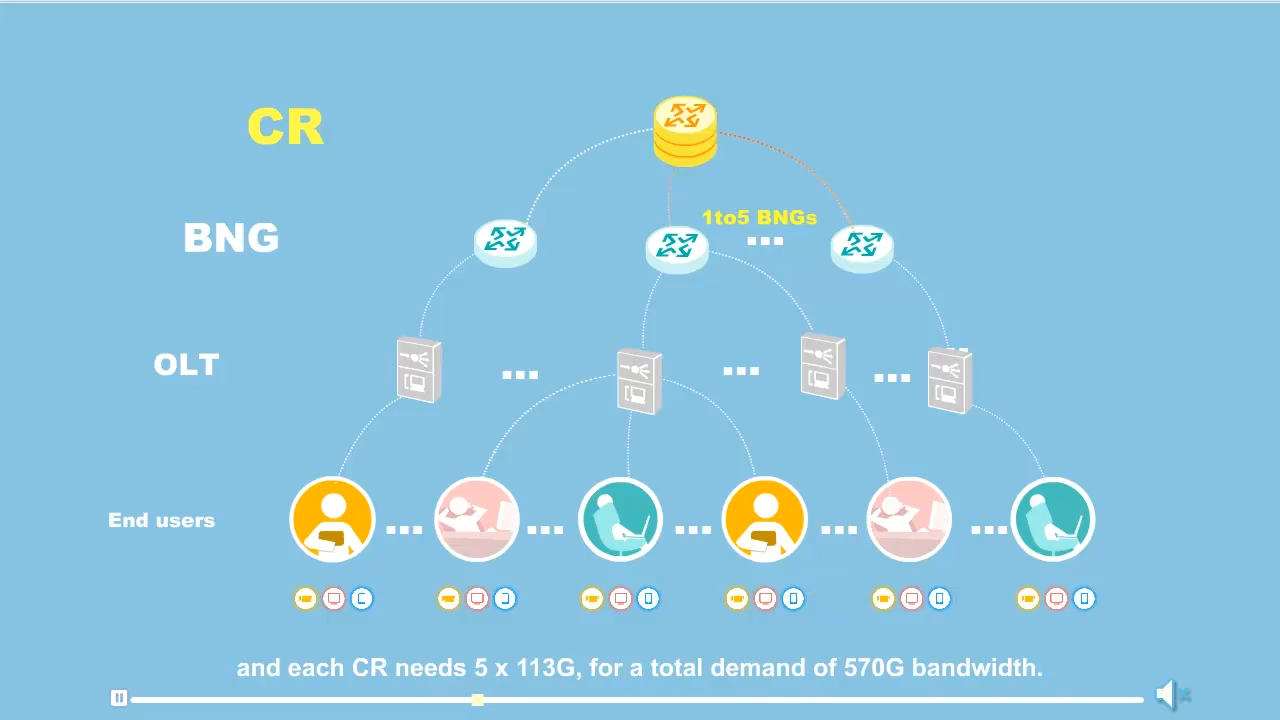 CR
1to5 BNGs
BNG
OLT
End users
and each CR needs 5 x 113G, for a total demand of 570G bandwidth.